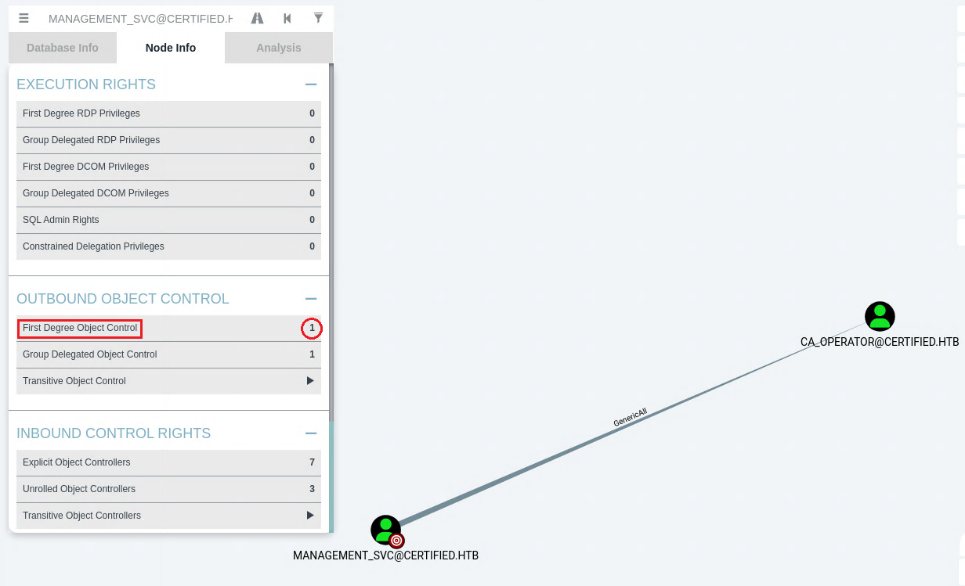 MANAGEMENT_SVC@CERTIFIED.H
Database Info
Node Info
Analysis
EXECUTION RIGHTS
First Degree RDP Privileges 0
Group Delegated RDP Privileges 0
First Degree DCOM Privileges 0
Group Delegated DCOM Privileges 0
SQL Admin Rights 0
Constrained Delegation Privileges 0
OUTBOUND OBJECT CONTROL
First Degree Object Control 1
Group Delegated Object Control 1
Transitive Object Control
INBOUND CONTROL RIGHTS
Explicit Object Controllers 7
Unrolled Object Controllers 3
Transitive Object Controllers
CA_OPERATOR@CERTIFIED.HTB
GenericAll
MANAGEMENT_SVC@CERTIFIED.HTB